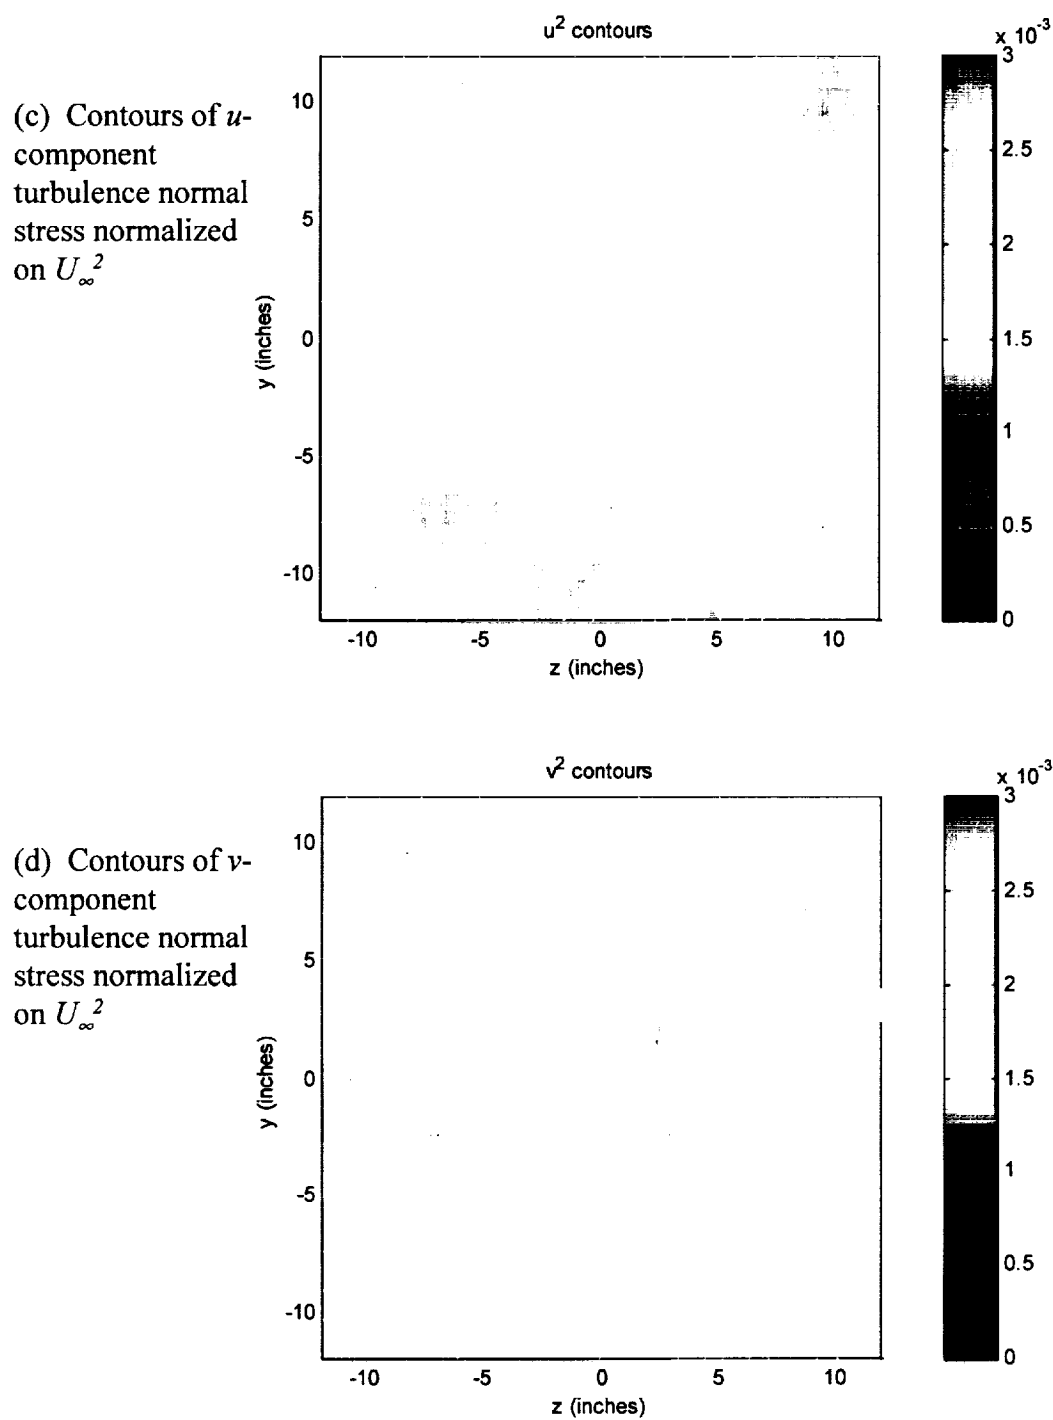 u² contours
x 10⁻³
(c) Contours of u-
component
turbulence normal
stress normalized
on U∞²
y (inches)
10
5
0
-5
-10
-10 -5 0 5 10
z (inches)
3
2.5
2
1.5
1
0.5
0
v² contours
x 10⁻³
(d) Contours of v-
component
turbulence normal
stress normalized
on U∞²
y (inches)
10
5
0
-5
-10
-10 -5 0 5 10
z (inches)
3
2.5
2
1.5
1
0.5
0